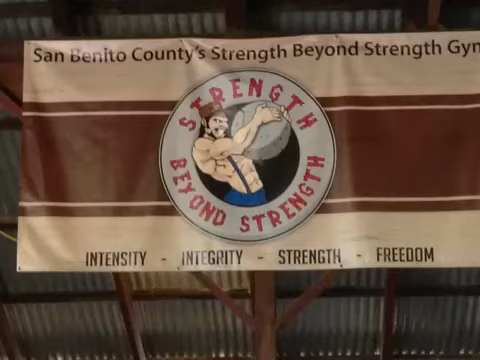 San Benito County's Strength Beyond Strength Gym
STRENGTH
BEYOND STRENGTH
INTENSITY - INTEGRITY - STRENGTH - FREEDOM